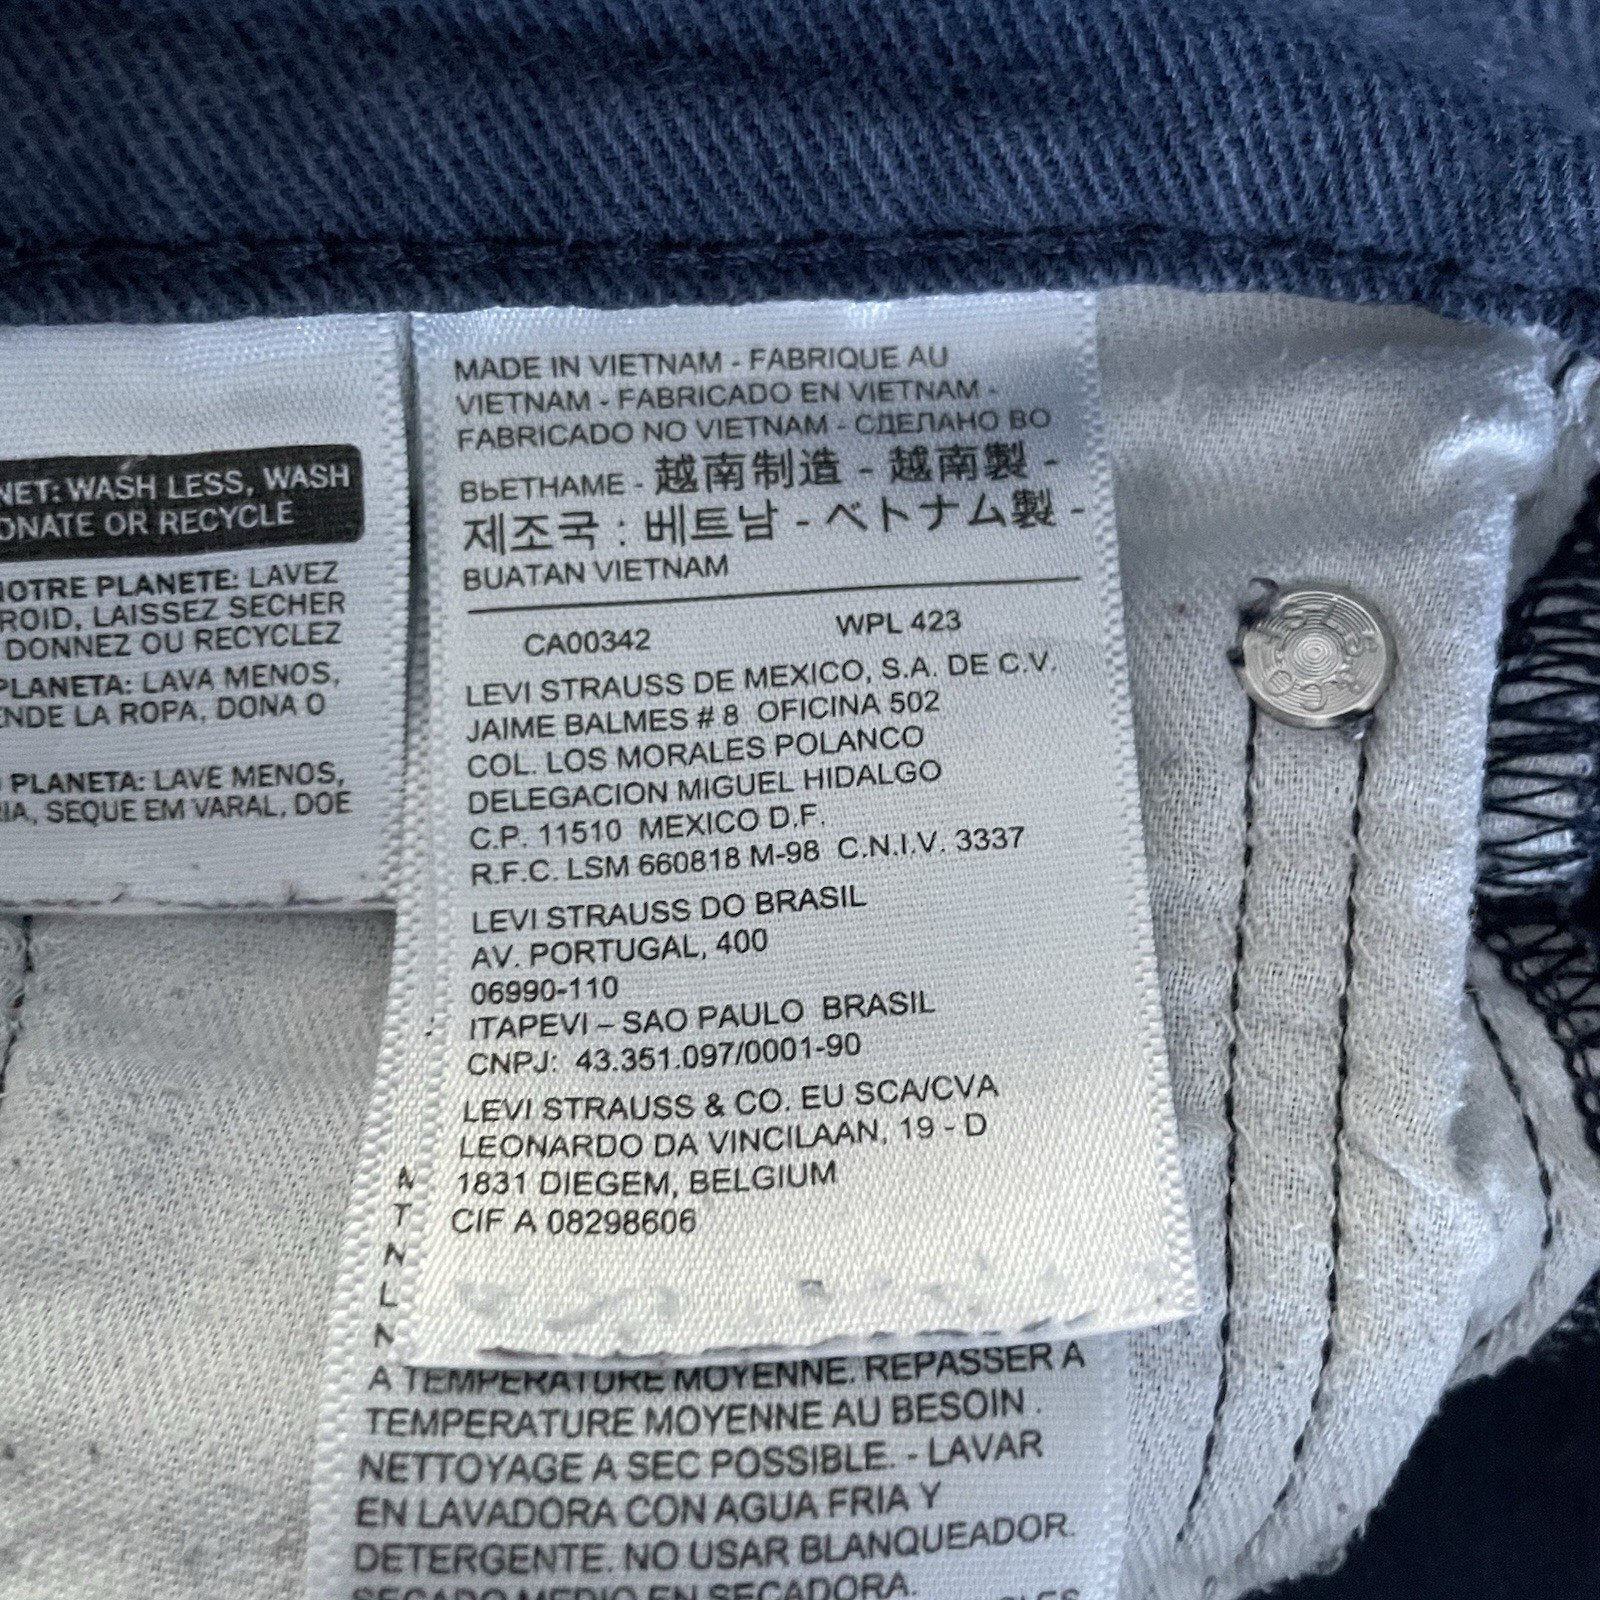 NET: WASH LESS, WASH
ONATE OR RECYCLE
NOTRE PLANETE: LAVEZ
ROID, LAISSEZ SECHER
DONNEZ OU RECYCLEZ
PLANETA: LAVA MENOS,
ENDE LA ROPA, DONA O
PLANETA: LAVE MENOS,
RIA, SEQUE EM VARAL, DOE
MADE IN VIETNAM - FABRIQUE AU
VIETNAM - FABRICADO EN VIETNAM -
FABRICADO NO VIETNAM - СДЕЛАНО ВО
ВЬЕТНАМЕ - 越南制造 - 越南製 -
제조국 : 베트남 - ベトナム製 -
BUATAN VIETNAM
CA00342 WPL 423
LEVI STRAUSS DE MEXICO, S.A. DE C.V.
JAIME BALMES # 8 OFICINA 502
COL. LOS MORALES POLANCO
DELEGACION MIGUEL HIDALGO
C.P. 11510 MEXICO D.F.
R.F.C. LSM 660818 M-98 C.N.I.V. 3337
LEVI STRAUSS DO BRASIL
AV. PORTUGAL, 400
06990-110
ITAPEVI – SAO PAULO BRASIL
CNPJ: 43.351.097/0001-90
LEVI STRAUSS & CO. EU SCA/CVA
LEONARDO DA VINCILAAN, 19 - D
1831 DIEGEM, BELGIUM
CIF A 08298606
A TEMPERATURE MOYENNE. REPASSER A
TEMPERATURE MOYENNE AU BESOIN .
NETTOYAGE A SEC POSSIBLE. - LAVAR
EN LAVADORA CON AGUA FRIA Y
DETERGENTE. NO USAR BLANQUEADOR.
SECADO MEDIO EN SECADORA.